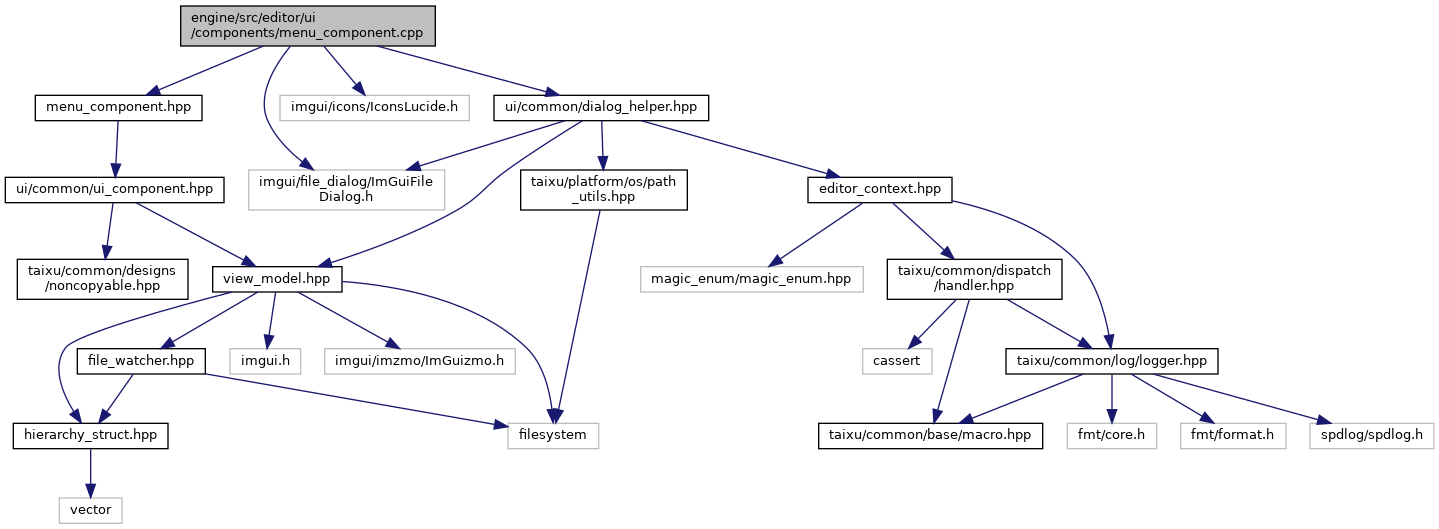 engine/src/editor/ui
/components/menu_component.cpp
menu_component.hpp
imgui/icons/IconsLucide.h
ui/common/dialog_helper.hpp
ui/common/ui_component.hpp
imgui/file_dialog/ImGuiFile
Dialog.h
taixu/platform/os/path
_utils.hpp
editor_context.hpp
taixu/common/designs
/noncopyable.hpp
view_model.hpp
magic_enum/magic_enum.hpp
taixu/common/dispatch
/handler.hpp
file_watcher.hpp
imgui.h
imgui/imzmo/ImGuizmo.h
cassert
taixu/common/log/logger.hpp
hierarchy_struct.hpp
filesystem
taixu/common/base/macro.hpp
fmt/core.h
fmt/format.h
spdlog/spdlog.h
vector